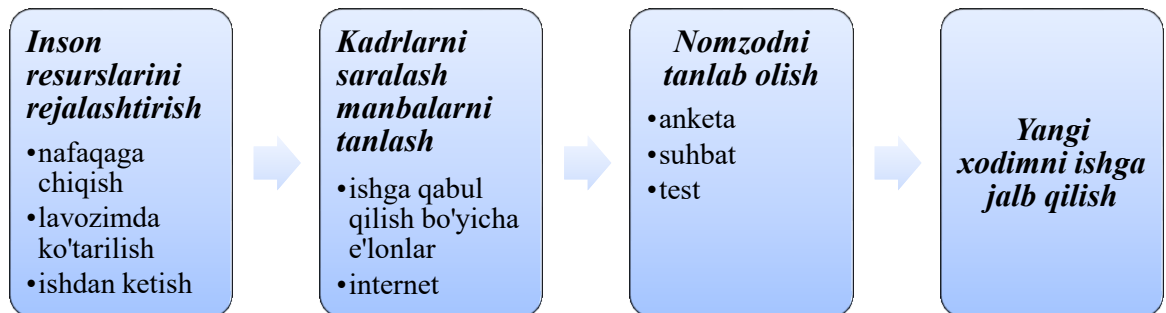 Inson
resurslarini
rejalashtirish
•nafaqaga
chiqish
•lavozimda
ko'tarilish
•ishdan ketish
Kadrlarni
saralash
manbalarni
tanlash
•ishga qabul
qilish bo'yicha
e'lonlar
•internet
Nomzodni
tanlab olish
•anketa
•suhbat
•test
Yangi
xodimni ishga
jalb qilish